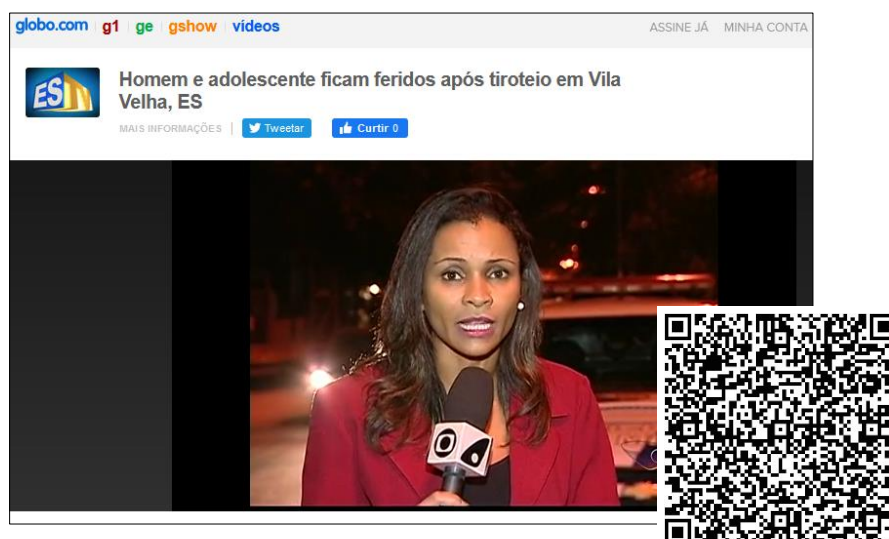 globo.com g1 ge gshow vídeos ASSINE JÁ MINHA CONTA
ESTV
Homem e adolescente ficam feridos após tiroteio em Vila
Velha, ES
MAIS INFORMAÇÕES Tweetar Curtir 0